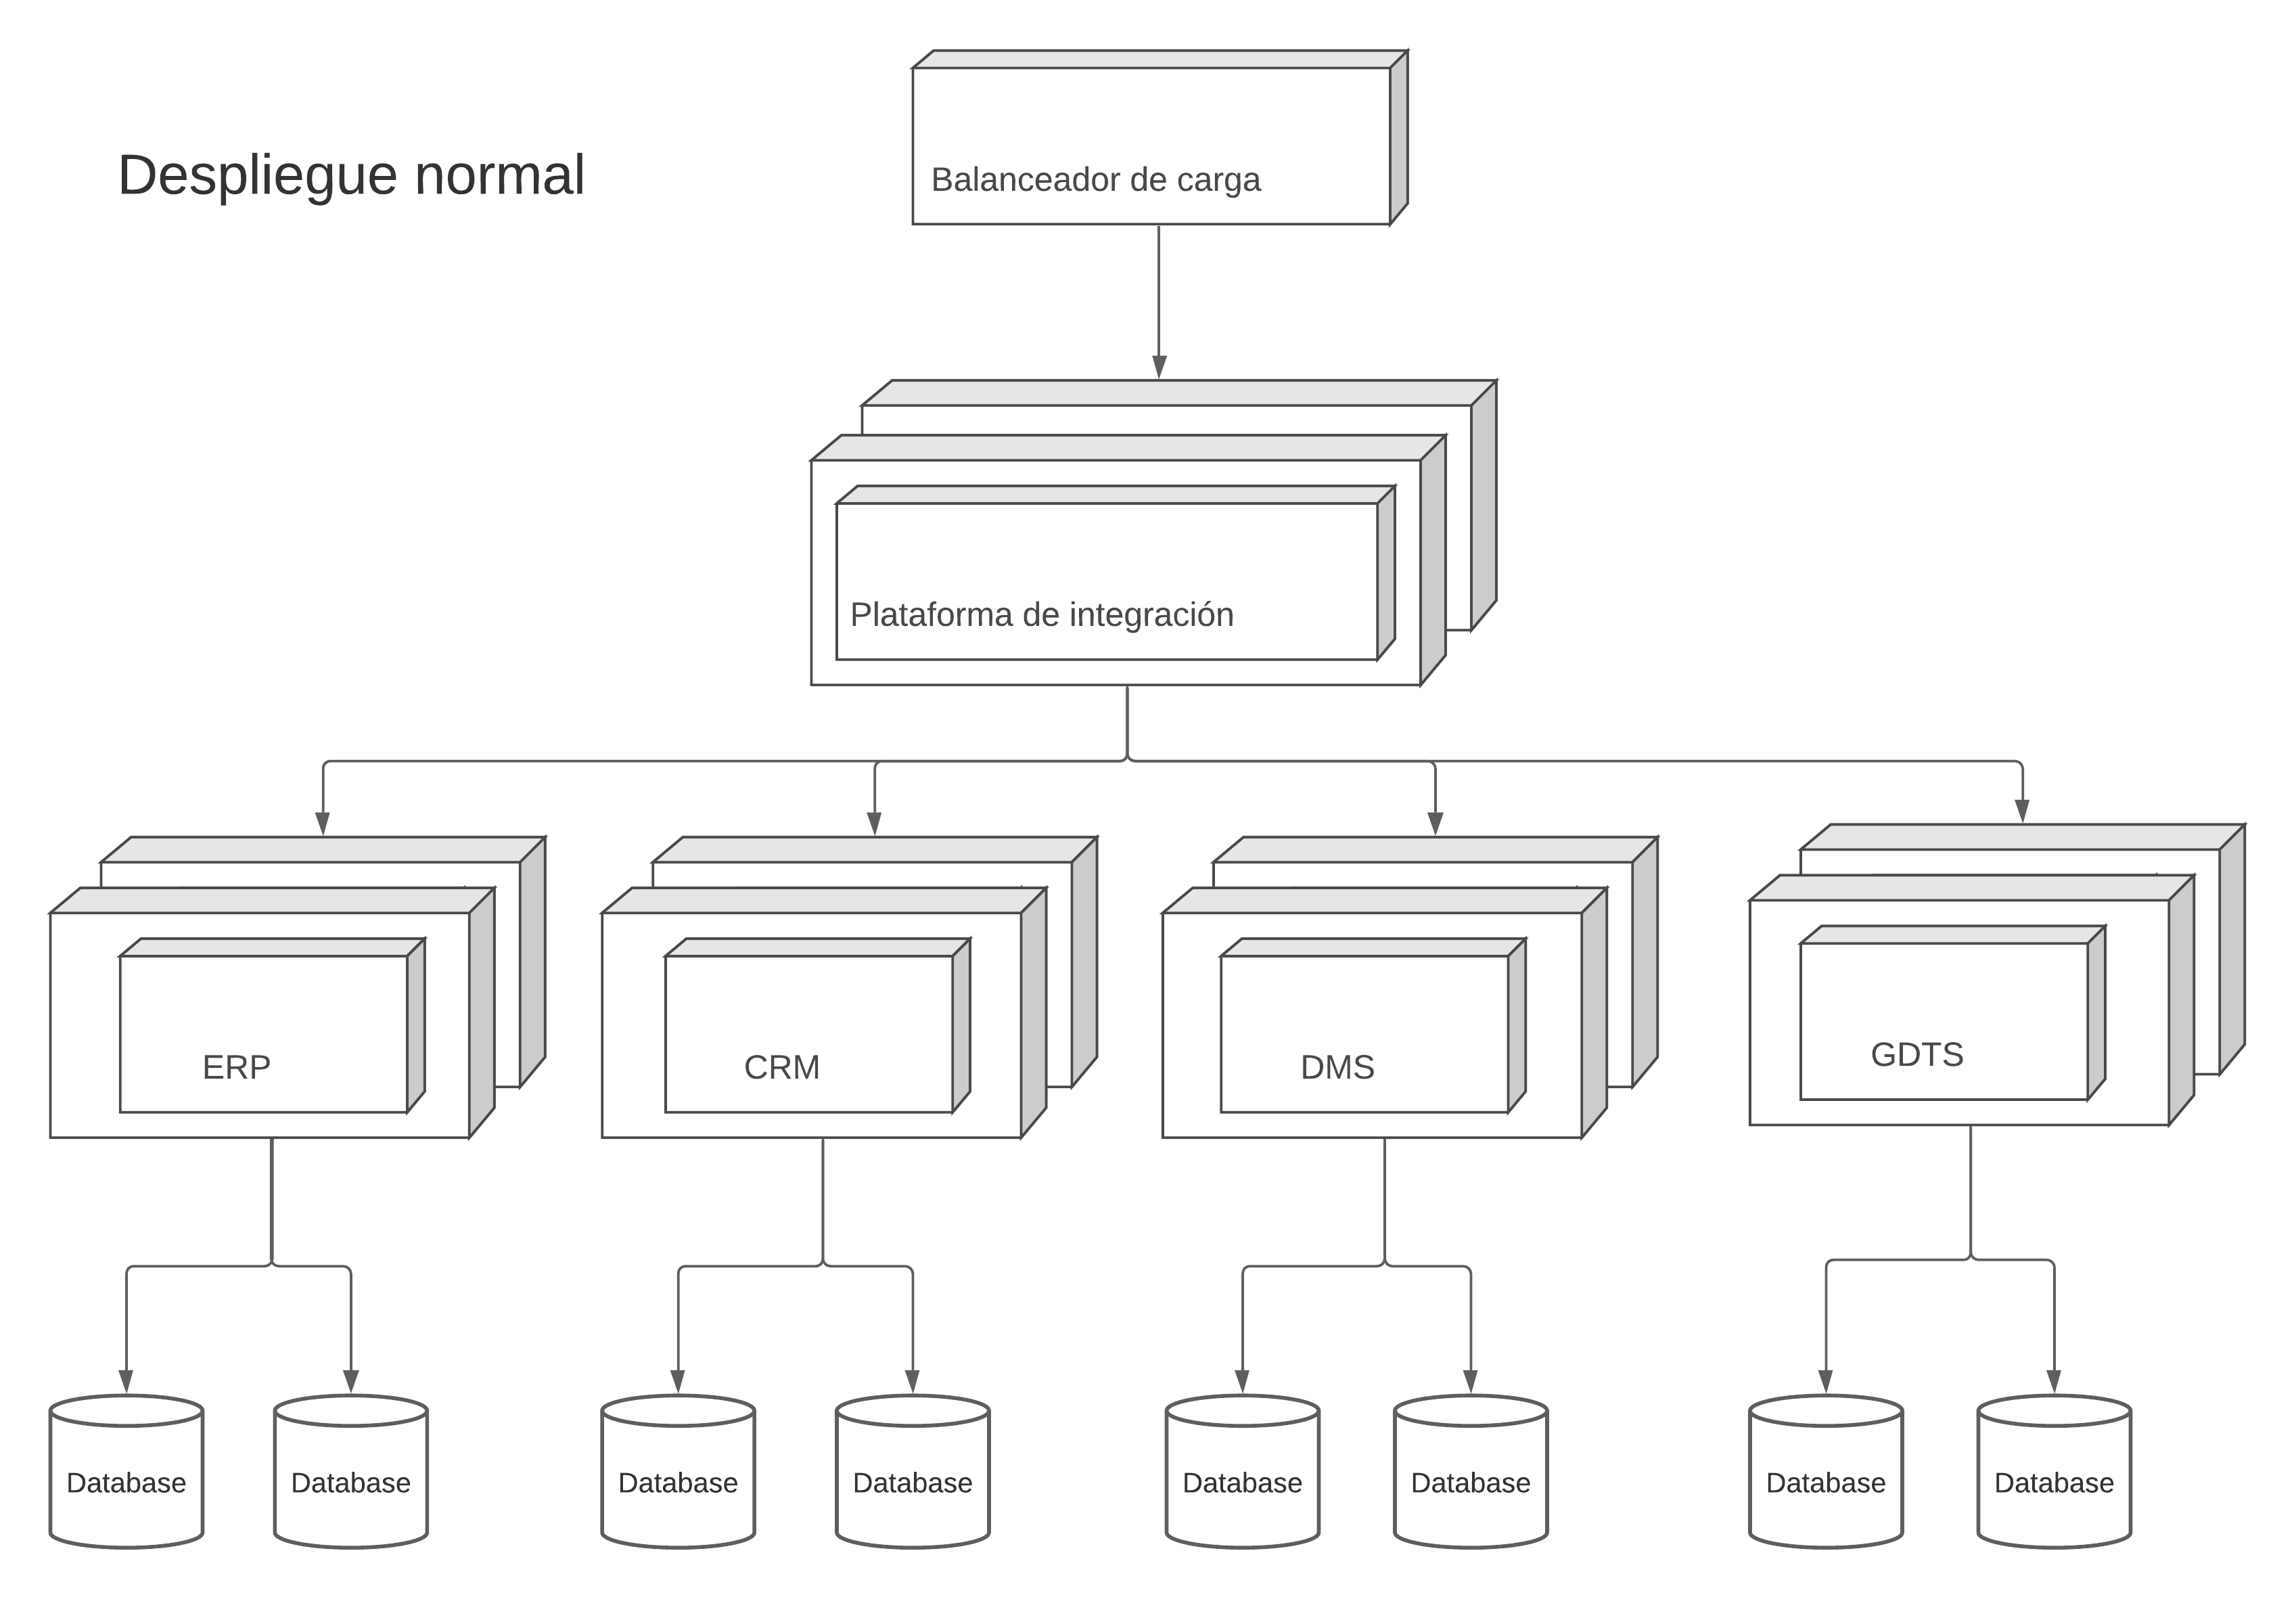 Despliegue normal
Balanceador de carga
Plataforma de integración
ERP
CRM
DMS
GDTS
Database
Database
Database
Database
Database
Database
Database
Database